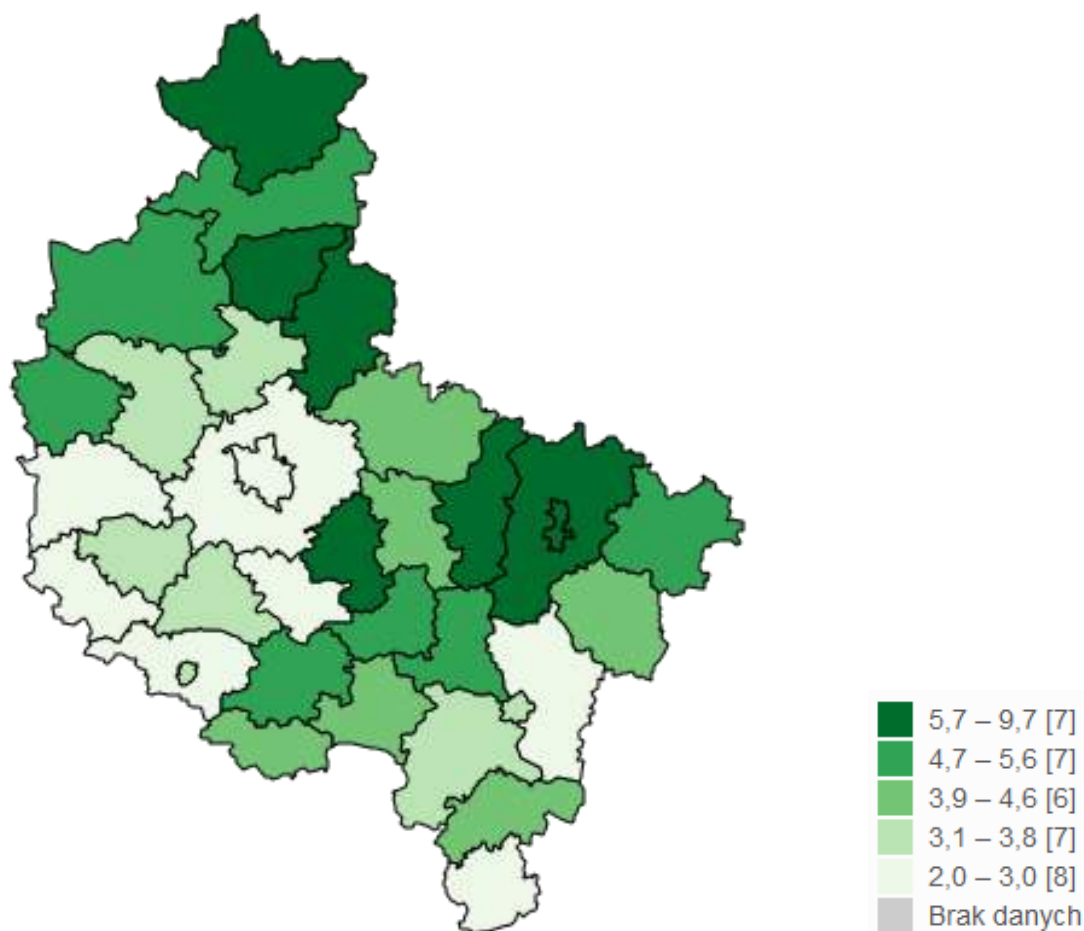 5,7 – 9,7 [7]
4,7 – 5,6 [7]
3,9 – 4,6 [6]
3,1 – 3,8 [7]
2,0 – 3,0 [8]
Brak danych